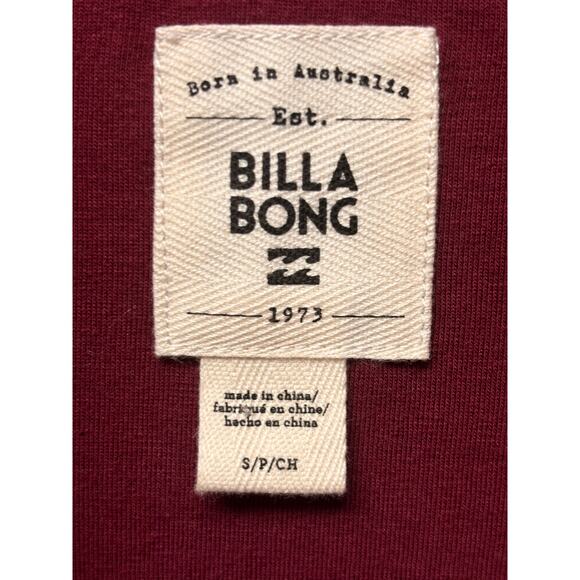 Born in Australia
Est.
BILLA
BONG
1973
made in china/
fabriqué en chine/
hecho en china
S/P/CH